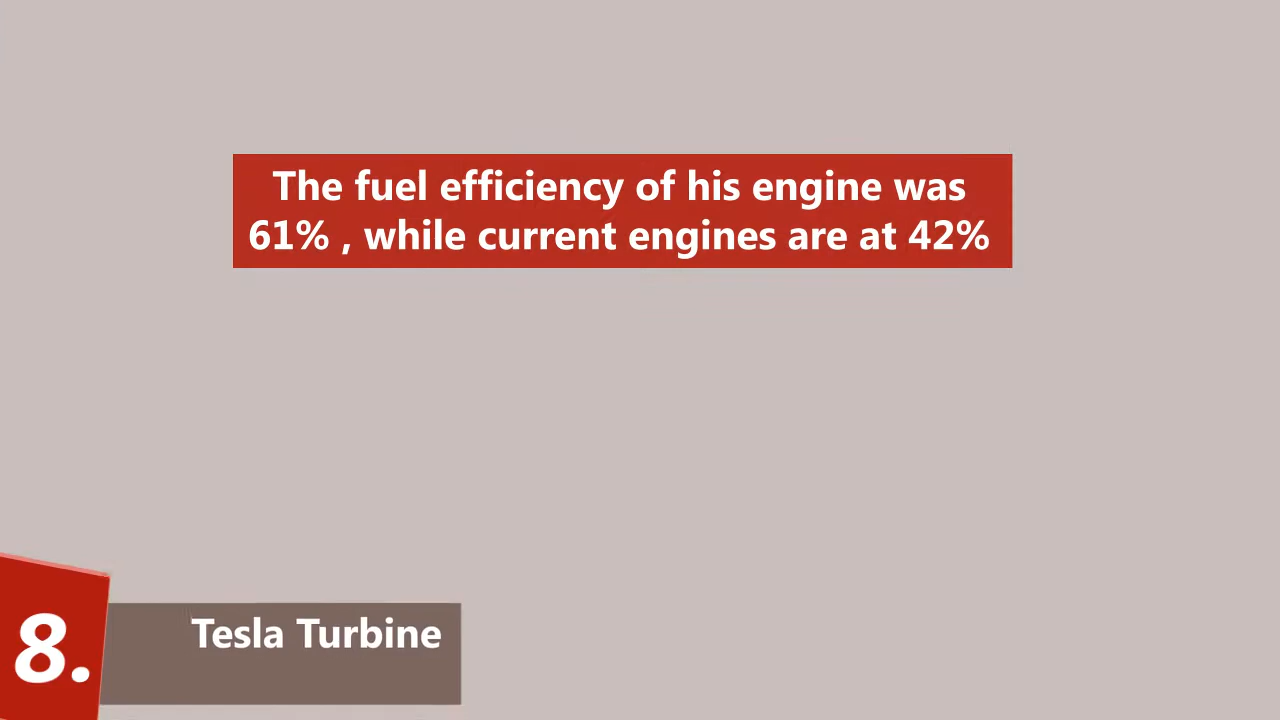 The fuel efficiency of his engine was
61% , while current engines are at 42%
8.
Tesla Turbine